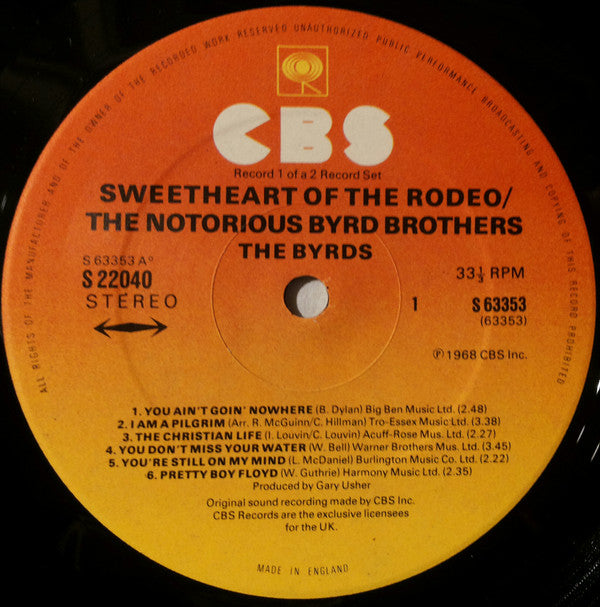 ALL RIGHTS OF THE MANUFACTURER AND OF THE OWNER OF THE RECORDED WORK RESERVED UNAUTHORIZED PUBLIC PERFORMANCE BROADCASTING AND COPYING OF THIS RECORD PROHIBITED
CBS
Record 1 of a 2 Record Set
SWEETHEART OF THE RODEO/
THE NOTORIOUS BYRD BROTHERS
THE BYRDS
S 63353 A°
S 22040
STEREO
33⅓ RPM
1 S 63353
(63353)
Ⓟ 1968 CBS Inc.
1. YOU AIN'T GOIN' NOWHERE (B. Dylan) Big Ben Music Ltd. (2.48)
2. I AM A PILGRIM (Arr. R. McGuinn/C. Hillman) Tro-Essex Music Ltd. (3.38)
3. THE CHRISTIAN LIFE (I. Louvin/C. Louvin) Acuff-Rose Mus. Ltd. (2.27)
4. YOU DON'T MISS YOUR WATER (W. Bell) Warner Brothers Mus. Ltd. (3.45)
5. YOU'RE STILL ON MY MIND (L. McDaniel) Burlington Music Co. Ltd. (2.22)
6. PRETTY BOY FLOYD (W. Guthrie) Harmony Music Ltd. (2.35)
Produced by Gary Usher
Original sound recording made by CBS Inc.
CBS Records are the exclusive licensees
for the UK.
MADE IN ENGLAND